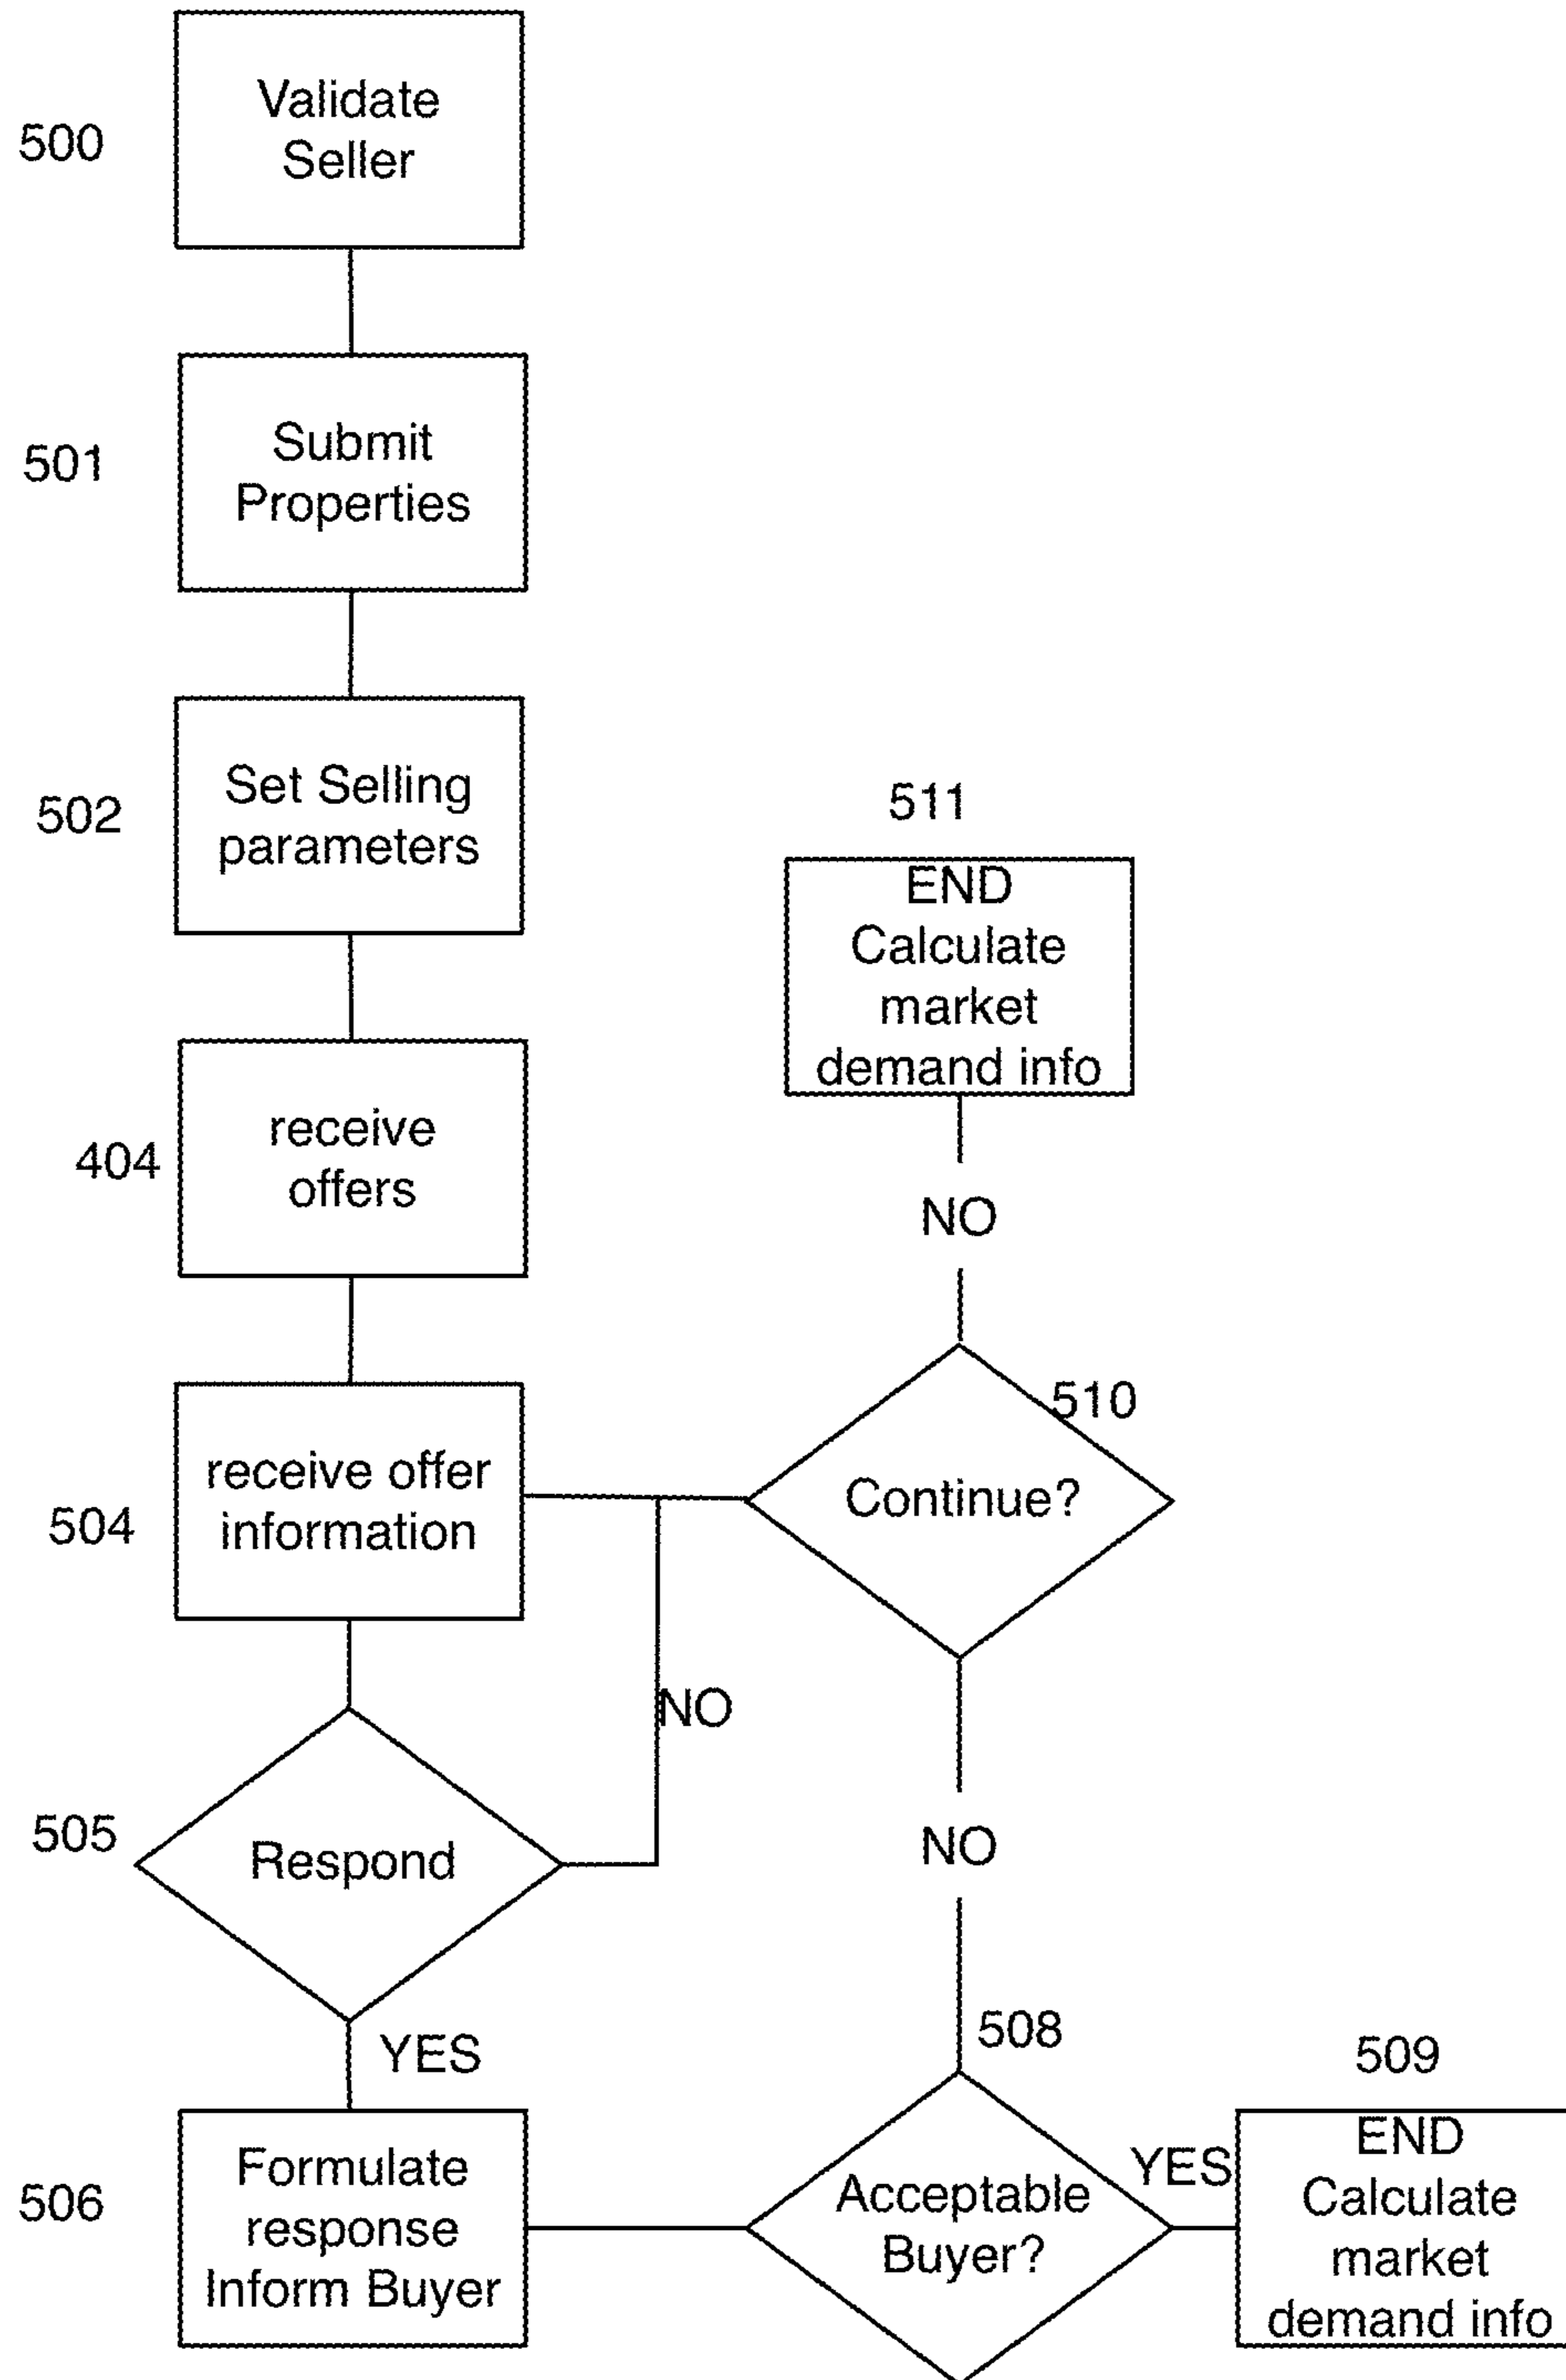 500
Validate
Seller
501
Submit
Properties
502
Set Selling
parameters
511
END
Calculate
market
demand info
404
receive
offers
NO
510
504
receive offer
information
Continue?
NO
505
Respond
NO
YES
508
509
506
Formulate
response
Inform Buyer
Acceptable
Buyer?
YES
END
Calculate
market
demand info